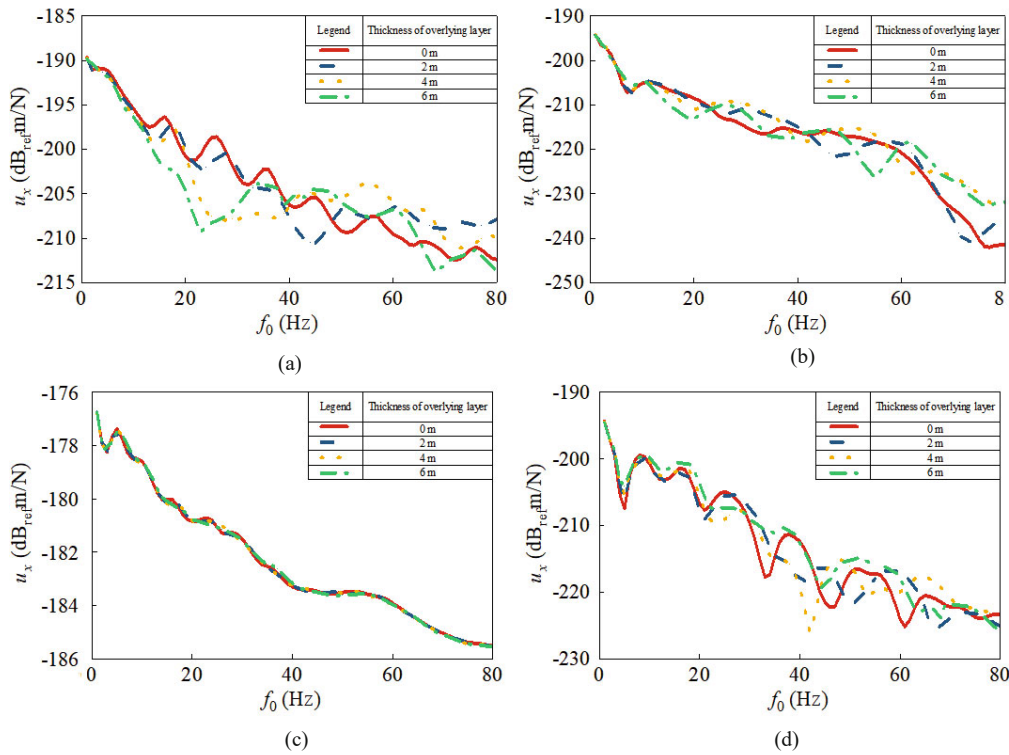 -185
-190
-195
-200
-205
-210
-215
u_x (dB_ref m/N)
Legend Thickness of overlying layer
0 m
2 m
4 m
6 m
0 20 40 60 80
f_0 (Hz)
(a)
-190
-200
-210
-220
-230
-240
-250
u_x (dB_ref m/N)
Legend Thickness of overlying layer
0 m
2 m
4 m
6 m
0 20 40 60 8
f_0 (Hz)
(b)
-176
-178
-180
-182
-184
-186
u_x (dB_ref m/N)
Legend Thickness of overlying layer
0 m
2 m
4 m
6 m
0 20 40 60 80
f_0 (Hz)
(c)
-190
-200
-210
-220
-230
u_x (dB_ref m/N)
Legend Thickness of overlying layer
0 m
2 m
4 m
6 m
0 20 40 60 80
f_0 (Hz)
(d)